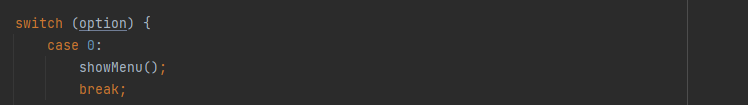 switch (option) {
case 0:
showMenu();
break;